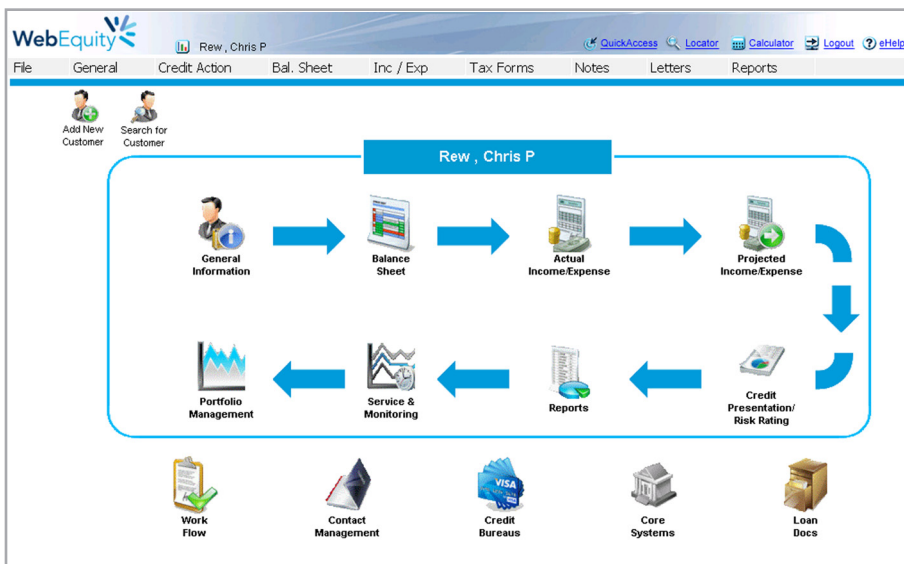 WebEquity
Rew , Chris P
QuickAccess Locator Calculator Logout eHelp
File General Credit Action Bal. Sheet Inc / Exp Tax Forms Notes Letters Reports
Add New Customer
Search for Customer
Rew , Chris P
General Information
Balance Sheet
Actual Income/Expense
Projected Income/Expense
Portfolio Management
Service & Monitoring
Reports
Credit Presentation/ Risk Rating
Work Flow
Contact Management
VISA
Credit Bureaus
Core Systems
Loan Docs